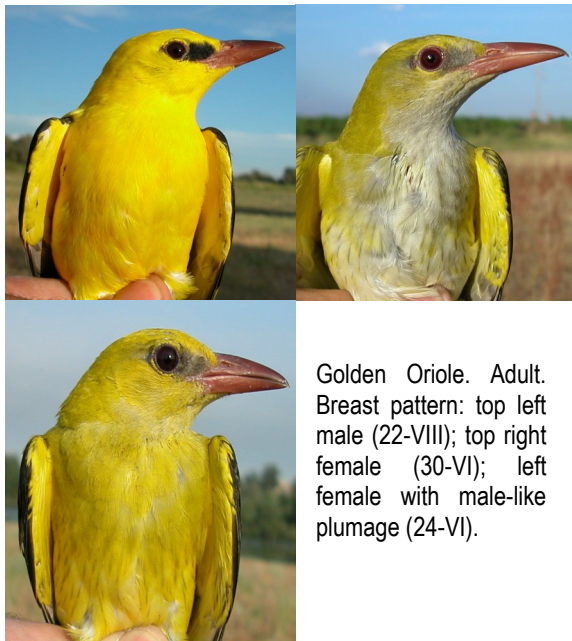 Golden Oriole. Adult.
Breast pattern: top left
male (22-VIII); top right
female (30-VI); left
female with male-like
plumage (24-VI).